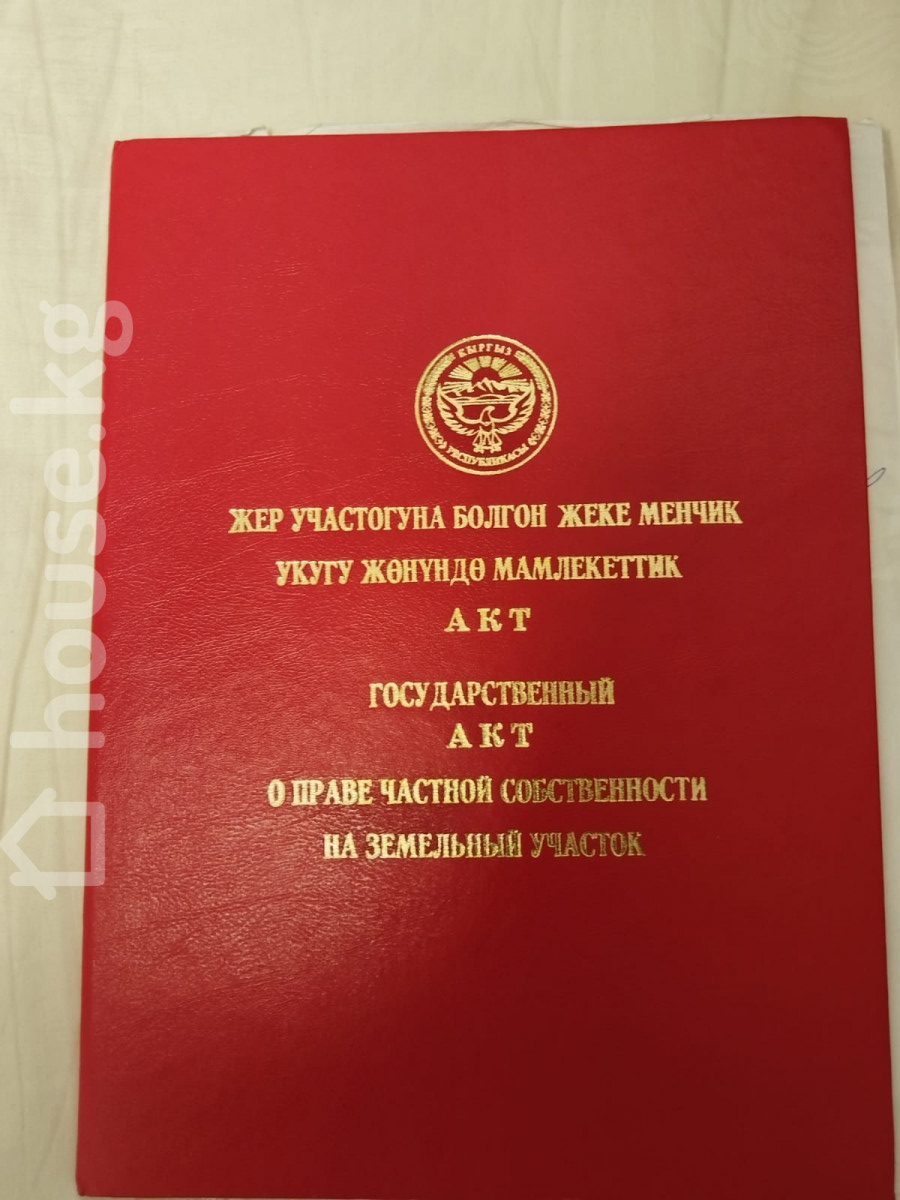 КЫРГЫЗ
РЕСПУБЛИКАСЫ
ЖЕР УЧАСТОГУНА БОЛГОН ЖЕКЕ МЕНЧИК
УКУГУ ЖӨНҮНДӨ МАМЛЕКЕТТИК
АКТ
ГОСУДАРСТВЕННЫЙ
АКТ
О ПРАВЕ ЧАСТНОЙ СОБСТВЕННОСТИ
НА ЗЕМЕЛЬНЫЙ УЧАСТОК
house.kg